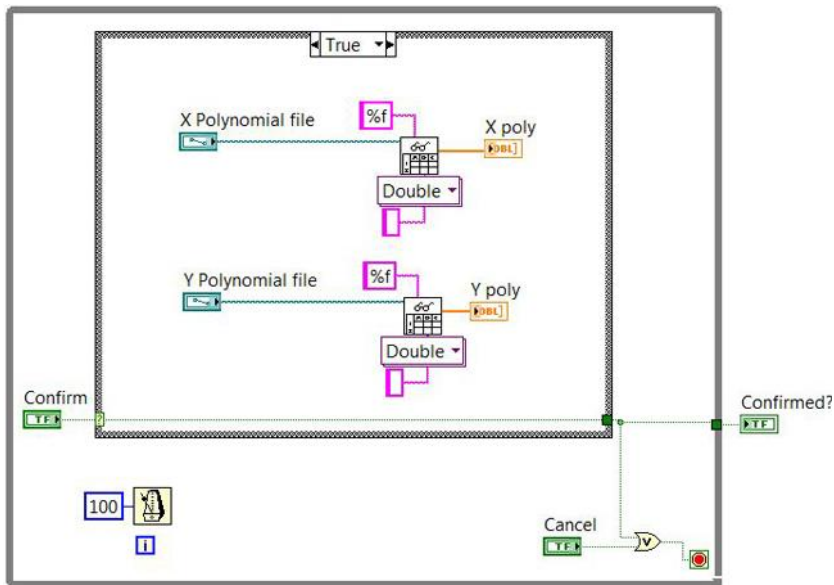 True
%f
X Polynomial file
X poly
DBL
Double
%f
Y Polynomial file
Y poly
DBL
Double
Confirm
TF
?
Confirmed?
TF
100
i
Cancel
TF
V